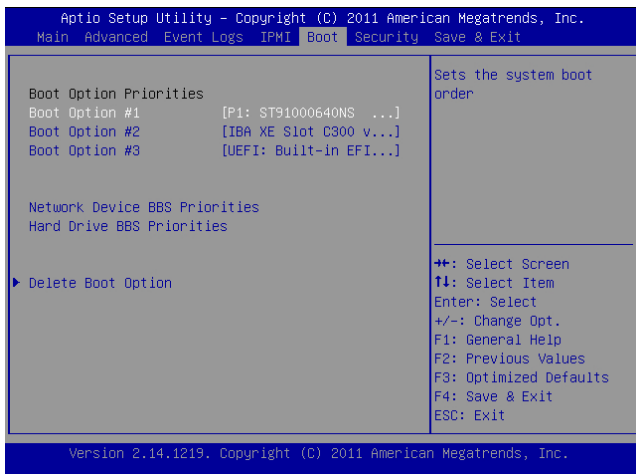 Aptio Setup Utility – Copyright (C) 2011 American Megatrends, Inc.
Main Advanced Event Logs IPMI Boot Security Save & Exit
Boot Option Priorities
Boot Option #1 [P1: ST91000640NS ...]
Boot Option #2 [IBA XE Slot C300 v...]
Boot Option #3 [UEFI: Built-in EFI...]
Network Device BBS Priorities
Hard Drive BBS Priorities
Delete Boot Option
Sets the system boot
order
→←: Select Screen
↑↓: Select Item
Enter: Select
+/-: Change Opt.
F1: General Help
F2: Previous Values
F3: Optimized Defaults
F4: Save & Exit
ESC: Exit
Version 2.14.1219. Copyright (C) 2011 American Megatrends, Inc.